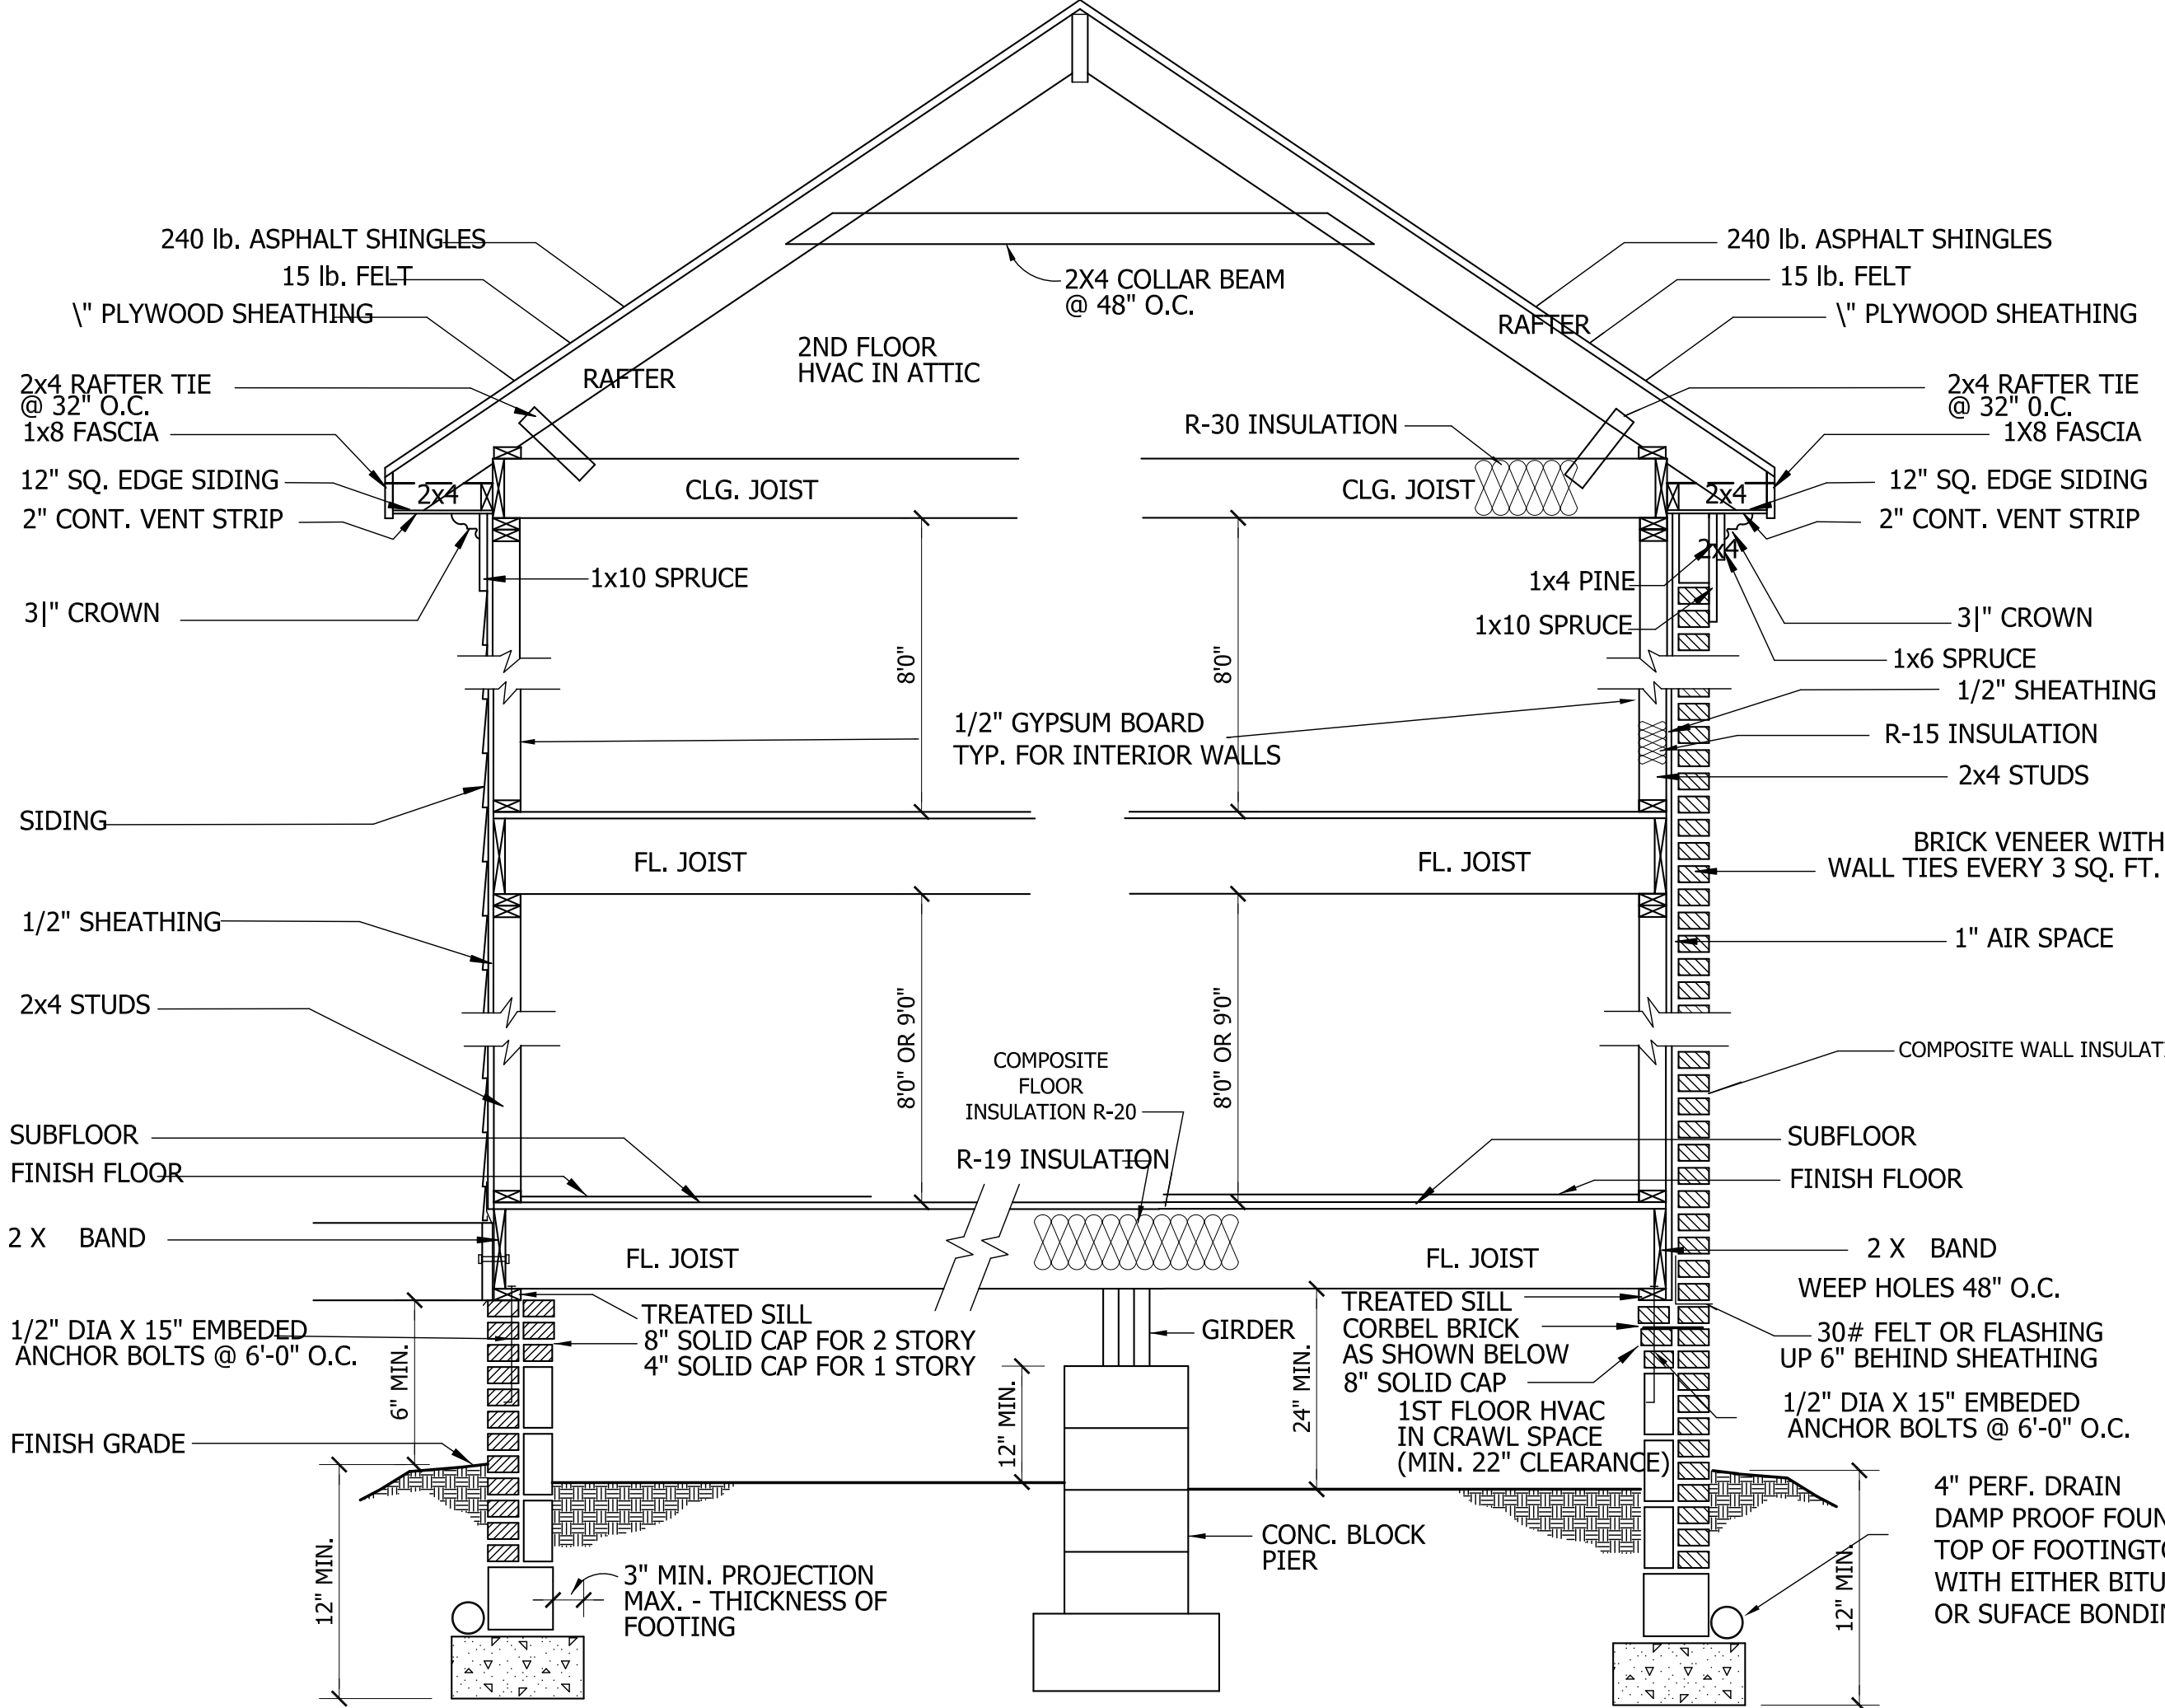 240 lb. ASPHALT SHINGLES
15 lb. FELT
\" PLYWOOD SHEATHING
2x4 RAFTER TIE
@ 32" O.C.
1x8 FASCIA
12" SQ. EDGE SIDING
2" CONT. VENT STRIP
3|" CROWN
SIDING
1/2" SHEATHING
2x4 STUDS
SUBFLOOR
FINISH FLOOR
2 X BAND
1/2" DIA X 15" EMBEDED
ANCHOR BOLTS @ 6'-0" O.C.
FINISH GRADE
12" MIN.
6" MIN.
2x4
RAFTER
1x10 SPRUCE
2X4 COLLAR BEAM
@ 48" O.C.
2ND FLOOR
HVAC IN ATTIC
R-30 INSULATION
CLG. JOIST
CLG. JOIST
8'0"
8'0"
1/2" GYPSUM BOARD
TYP. FOR INTERIOR WALLS
FL. JOIST
FL. JOIST
8'0" OR 9'0"
8'0" OR 9'0"
COMPOSITE
FLOOR
INSULATION R-20
R-19 INSULATION
FL. JOIST
FL. JOIST
TREATED SILL
8" SOLID CAP FOR 2 STORY
4" SOLID CAP FOR 1 STORY
GIRDER
12" MIN.
24" MIN.
TREATED SILL
CORBEL BRICK
AS SHOWN BELOW
8" SOLID CAP
1ST FLOOR HVAC
IN CRAWL SPACE
(MIN. 22" CLEARANCE)
CONC. BLOCK
PIER
3" MIN. PROJECTION
MAX. - THICKNESS OF
FOOTING
RAFTER
240 lb. ASPHALT SHINGLES
15 lb. FELT
\" PLYWOOD SHEATHING
2x4 RAFTER TIE
@ 32" 0.C.
1X8 FASCIA
2x4
12" SQ. EDGE SIDING
2" CONT. VENT STRIP
2x4
1x4 PINE
1x10 SPRUCE
3|" CROWN
1x6 SPRUCE
1/2" SHEATHING
R-15 INSULATION
2x4 STUDS
BRICK VENEER WITH
WALL TIES EVERY 3 SQ. FT.
1" AIR SPACE
COMPOSITE WALL INSULAT
SUBFLOOR
FINISH FLOOR
2 X BAND
WEEP HOLES 48" O.C.
30# FELT OR FLASHING
UP 6" BEHIND SHEATHING
1/2" DIA X 15" EMBEDED
ANCHOR BOLTS @ 6'-0" O.C.
12" MIN.
4" PERF. DRAIN
DAMP PROOF FOUN
TOP OF FOOTINGTO
WITH EITHER BITU
OR SUFACE BONDIN